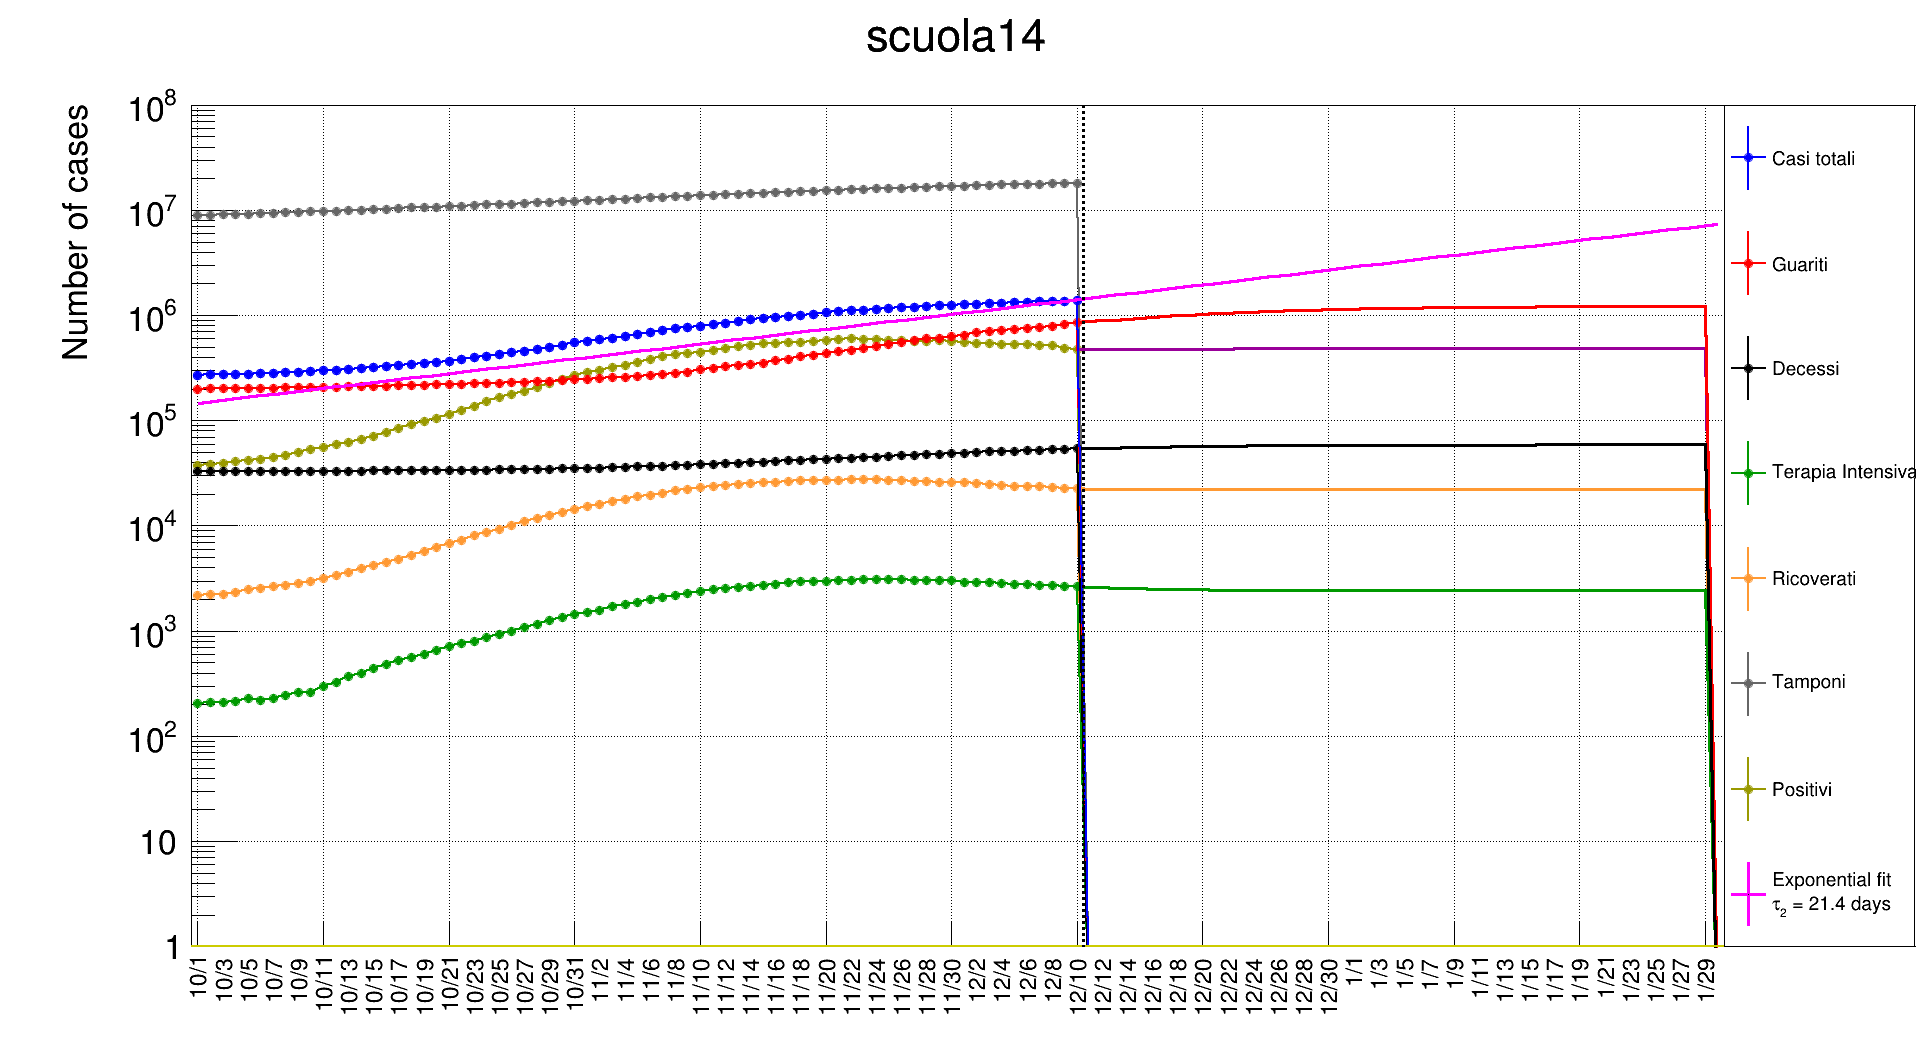 scuola14
Number of cases
10^8
10^7
10^6
10^5
10^4
10^3
10^2
10
1
10/1 10/3 10/5 10/7 10/9 10/11 10/13 10/15 10/17 10/19 10/21 10/23 10/25 10/27 10/29 10/31 11/2 11/4 11/6 11/8 11/10 11/12 11/14 11/16 11/18 11/20 11/22 11/24 11/26 11/28 11/30 12/2 12/4 12/6 12/8 12/10 12/12 12/14 12/16 12/18 12/20 12/22 12/24 12/26 12/28 12/30 1/1 1/3 1/5 1/7 1/9 1/11 1/13 1/15 1/17 1/19 1/21 1/23 1/25 1/27 1/29
Casi totali
Guariti
Decessi
Terapia Intensiva
Ricoverati
Tamponi
Positivi
Exponential fit
τ_2 = 21.4 days